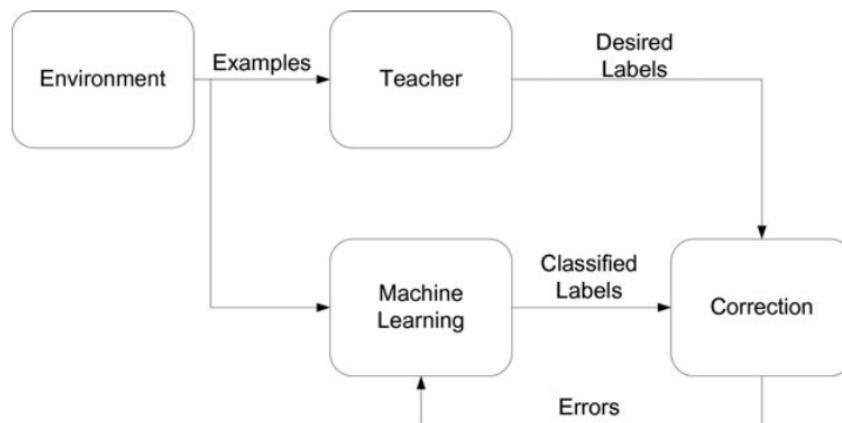 Environment
Examples
Teacher
Desired
Labels
Machine
Learning
Classified
Labels
Correction
Errors